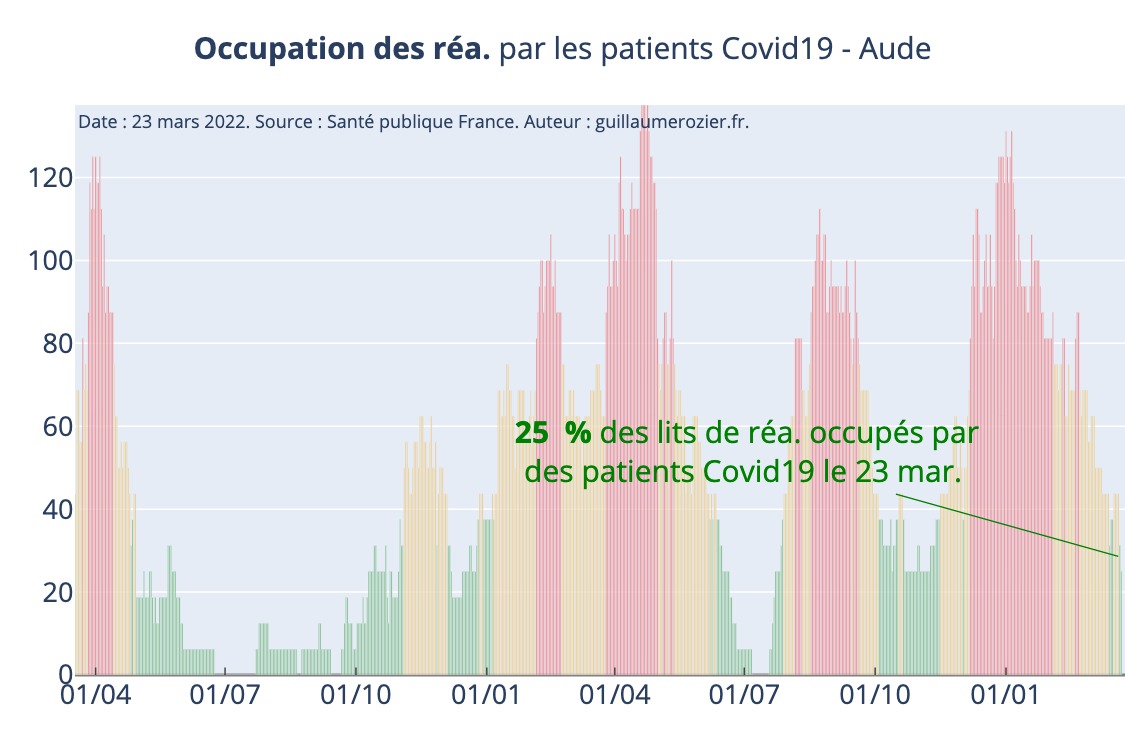 Occupation des réa. par les patients Covid19 - Aude
Date : 23 mars 2022. Source : Santé publique France. Auteur : guillaumerozier.fr.
120
100
80
60
40
20
0
25  % des lits de réa. occupés par
des patients Covid19 le 23 mar.
01/04 01/07 01/10 01/01 01/04 01/07 01/10 01/01